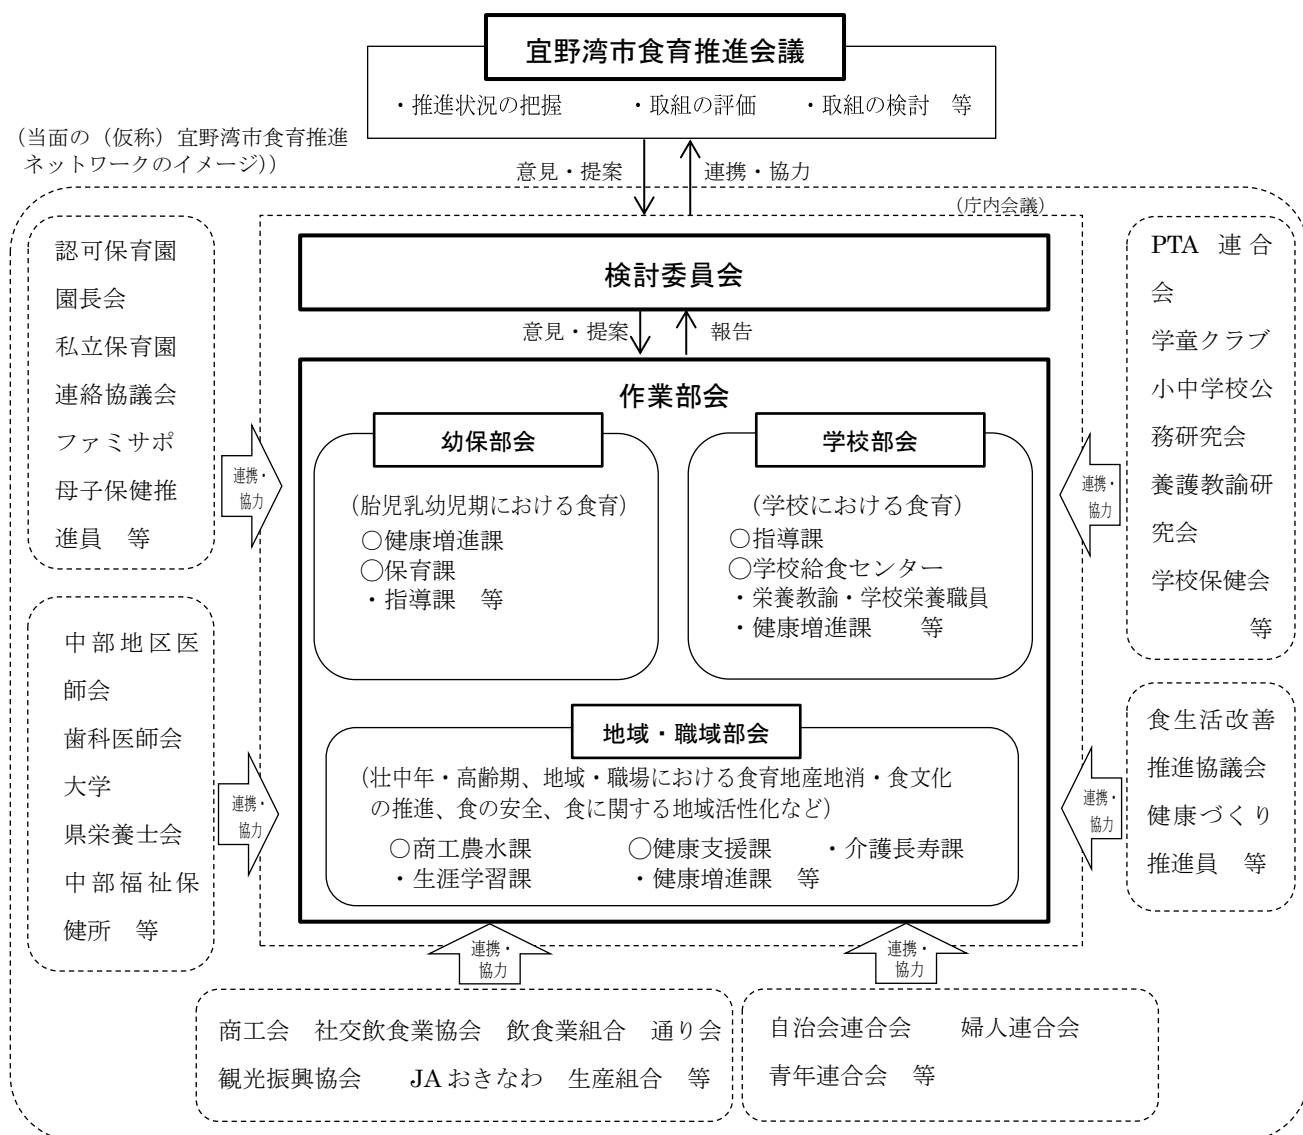 宜野湾市食育推進会議
・推進状況の把握　・取組の評価　・取組の検討　等
(当面の（仮称）宜野湾市食育推進
ネットワークのイメージ))
意見・提案　連携・協力
(庁内会議)
認可保育園
園長会
私立保育園
連絡協議会
ファミサポ
母子保健推
進員　等
連携・
協力
中部地区医
師会
歯科医師会
大学
県栄養士会
中部福祉保
健所　等
連携・
協力
検討委員会
意見・提案　報告
作業部会
幼保部会
(胎児乳幼児期における食育)
○健康増進課
○保育課
・指導課　等
学校部会
(学校における食育)
○指導課
○学校給食センター
・栄養教諭・学校栄養職員
・健康増進課　等
地域・職域部会
(壮中年・高齢期、地域・職場における食育地産地消・食文化
の推進、食の安全、食に関する地域活性化など)
○商工農水課　○健康支援課　・介護長寿課
・生涯学習課　・健康増進課　等
PTA 連合
会
学童クラブ
小中学校公
務研究会
養護教諭研
究会
学校保健会
等
連携・
協力
食生活改善
推進協議会
健康づくり
推進員　等
連携・
協力
連携・
協力
連携・
協力
商工会　社交飲食業協会　飲食業組合　通り会
観光振興協会　JA おきなわ　生産組合　等
自治会連合会　婦人連合会
青年連合会　等